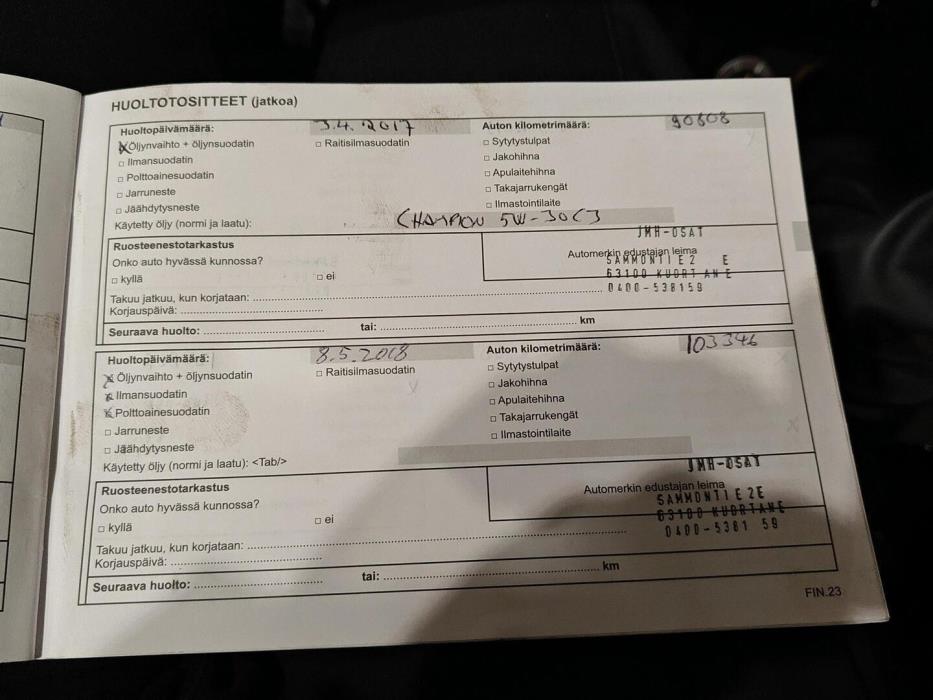 HUOLTOTOSITTEET (jatkoa)
Huoltopäivämäärä: 3.4.2017 Auton kilometrimäärä: 90808
Öljynvaihto + öljynsuodatin Raitisilmasuodatin Sytytystulpat
Ilmansuodatin Jakohihna
Polttoainesuodatin Apulaitehihna
Jarruneste Takajarrukengät
Jäähdytysneste Ilmastointilaite
Käytetty öljy (normi ja laatu): CHAMPION 5W-30C3
JMH-OSAT
Ruosteenestotarkastus Automerkin edustajan leima
Onko auto hyvässä kunnossa? SAMMONTIE 2 E
kyllä ei 63100 KUORTANE
Takuu jatkuu, kun korjataan: 0400-538159
Korjauspäivä:
Seuraava huolto: tai: km
Huoltopäivämäärä: 8.5.2018 Auton kilometrimäärä: 103346
Öljynvaihto + öljynsuodatin Raitisilmasuodatin Sytytystulpat
Ilmansuodatin Jakohihna
Polttoainesuodatin Apulaitehihna
Jarruneste Takajarrukengät
Jäähdytysneste Ilmastointilaite
Käytetty öljy (normi ja laatu): <Tab/>
JMH-OSAT
Ruosteenestotarkastus Automerkin edustajan leima
Onko auto hyvässä kunnossa? SAMMONTIE 2E
kyllä ei 63100 KUORTANE
Takuu jatkuu, kun korjataan: 0400-5381 59
Korjauspäivä:
Seuraava huolto: tai: km
FIN.23